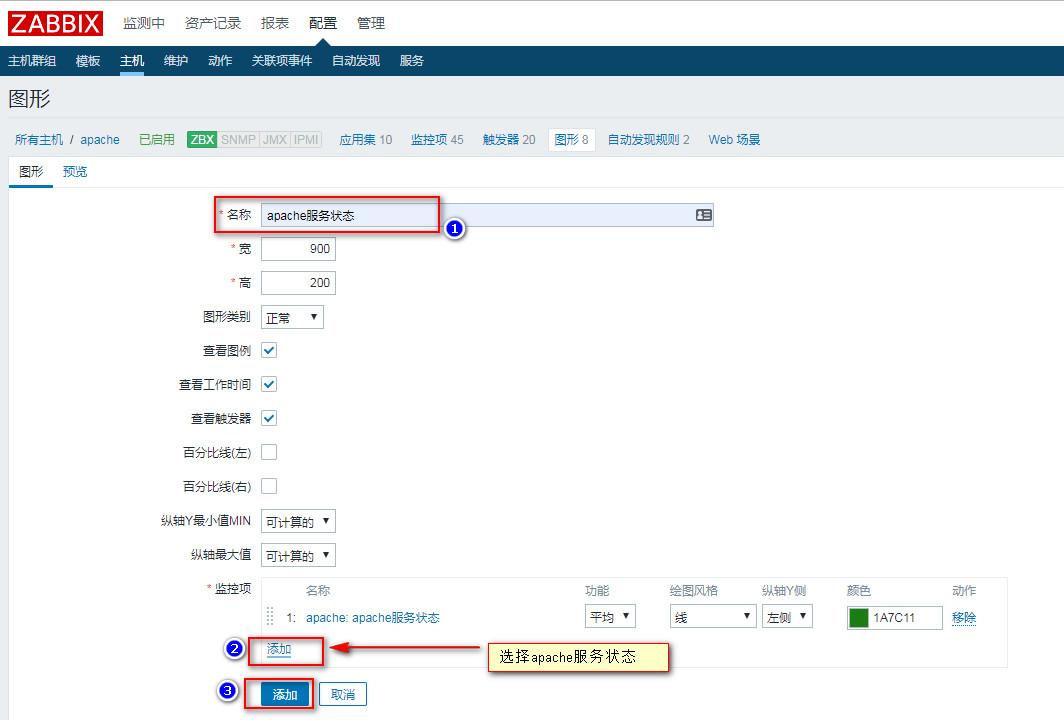 ZABBIX 监测中 资产记录 报表 配置 管理
主机群组 模板 主机 维护 动作 关联项事件 自动发现 服务
图形
所有主机 / apache 已启用 ZBX SNMP JMX IPMI 应用集 10 监控项 45 触发器 20 图形 8 自动发现规则 2 Web 场景
图形 预览
* 名称 apache服务状态
1
* 宽 900
* 高 200
图形类别 正常
查看图例
查看工作时间
查看触发器
百分比线(左)
百分比线(右)
纵轴Y最小值MIN 可计算的
纵轴最大值 可计算的
* 监控项 名称 功能 绘图风格 纵轴Y侧 颜色 动作
1: apache: apache服务状态 平均 线 左侧 1A7C11 移除
2 添加 选择apache服务状态
3 添加 取消